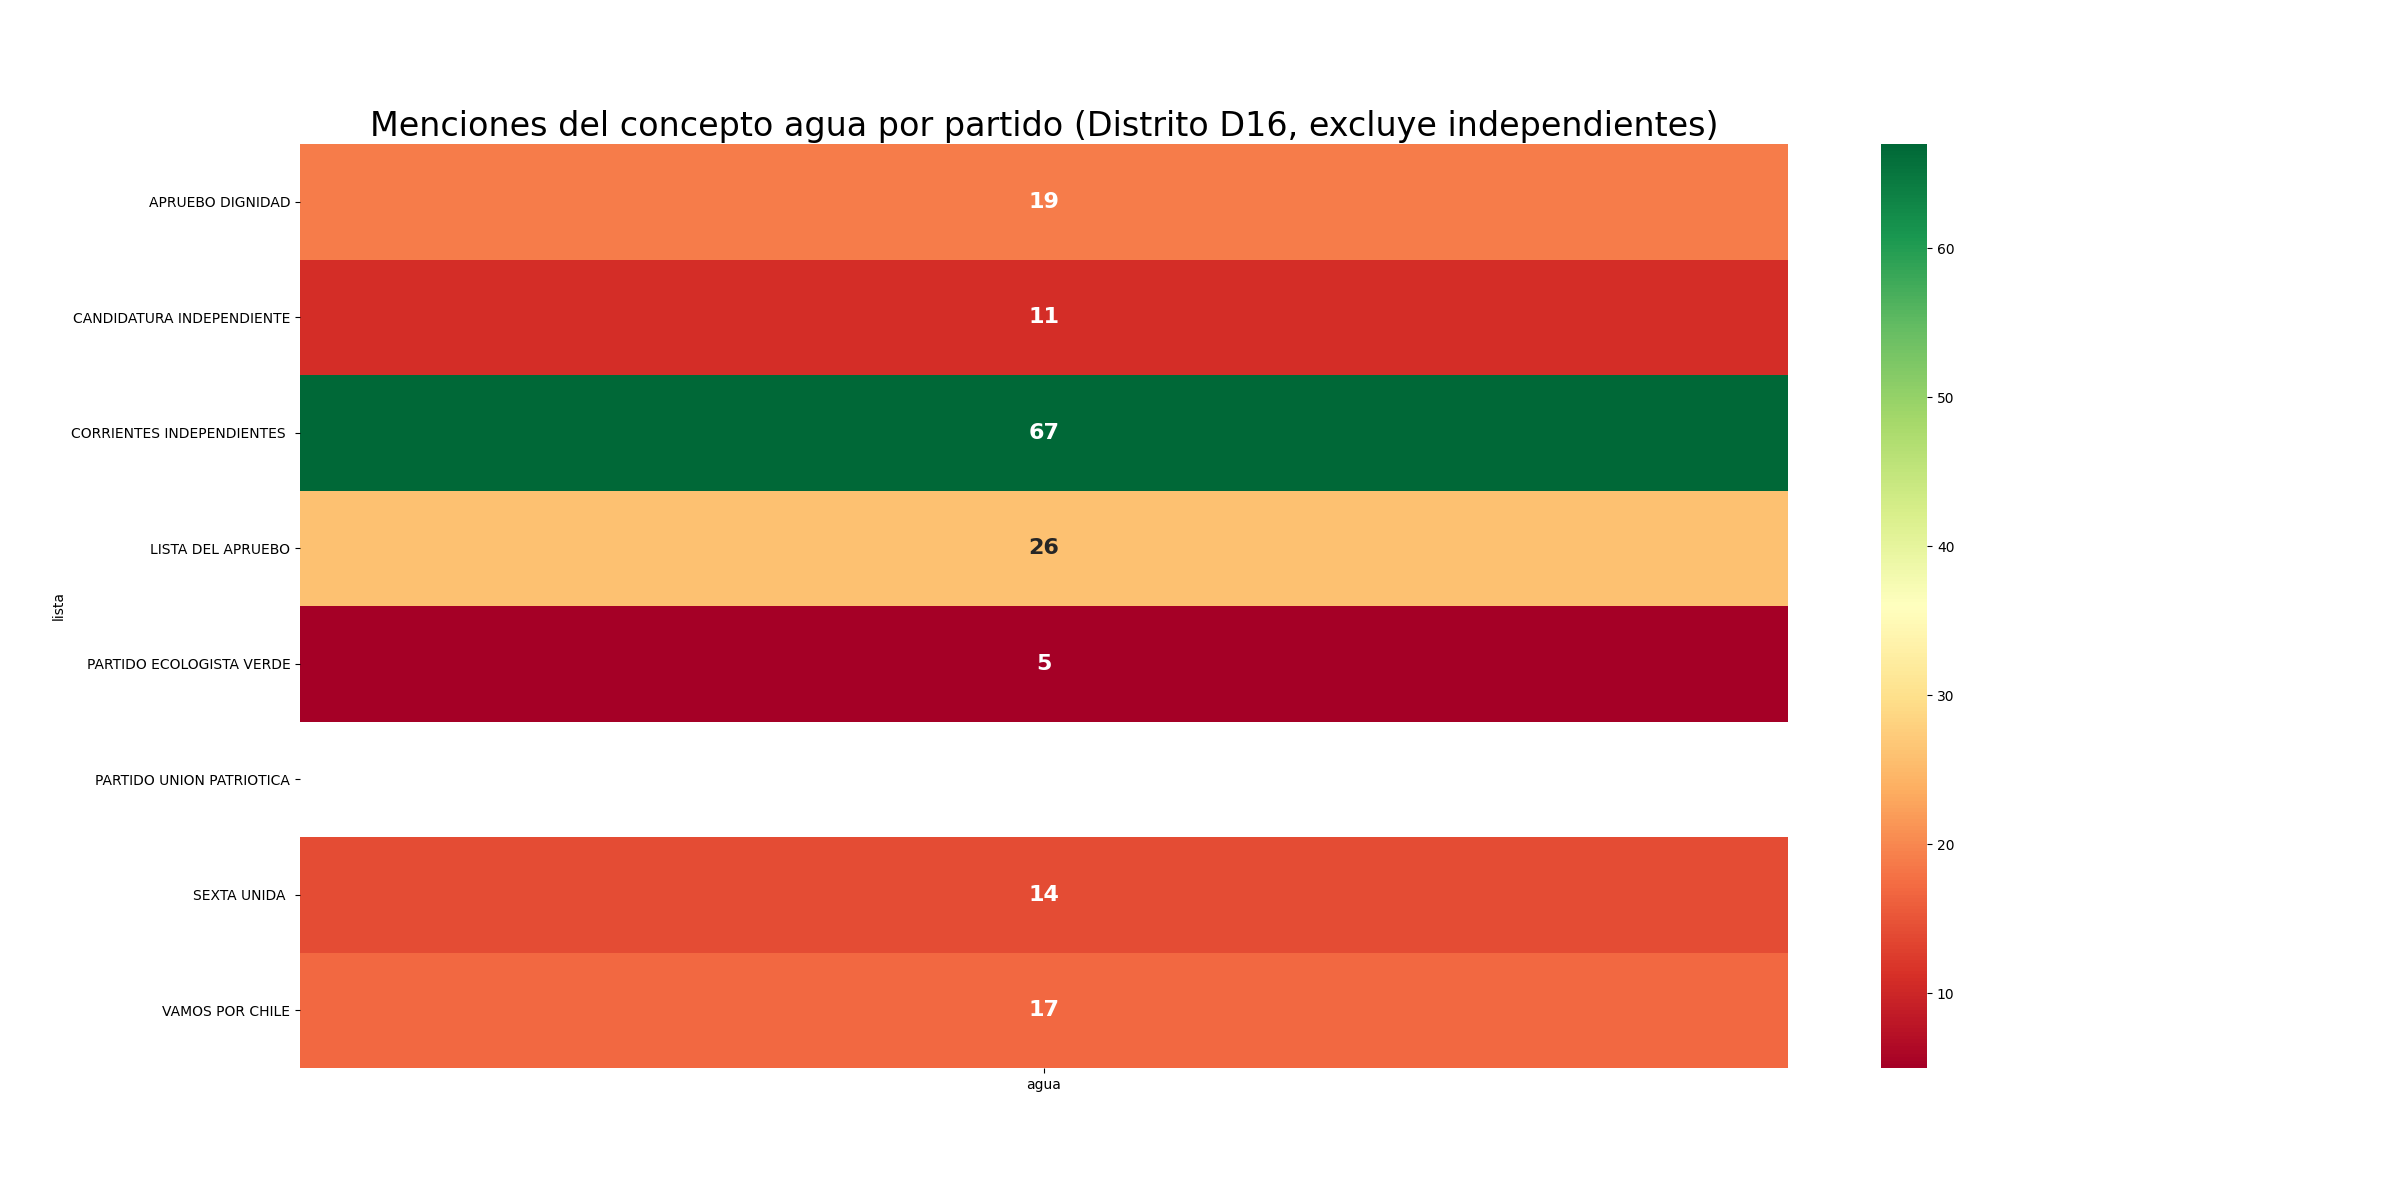 Menciones del concepto agua por partido (Distrito D16, excluye independientes)
APRUEBO DIGNIDAD
19
CANDIDATURA INDEPENDIENTE
11
CORRIENTES INDEPENDIENTES
67
LISTA DEL APRUEBO
26
PARTIDO ECOLOGISTA VERDE
5
PARTIDO UNION PATRIOTICA
SEXTA UNIDA
14
VAMOS POR CHILE
17
lista
agua
60
50
40
30
20
10